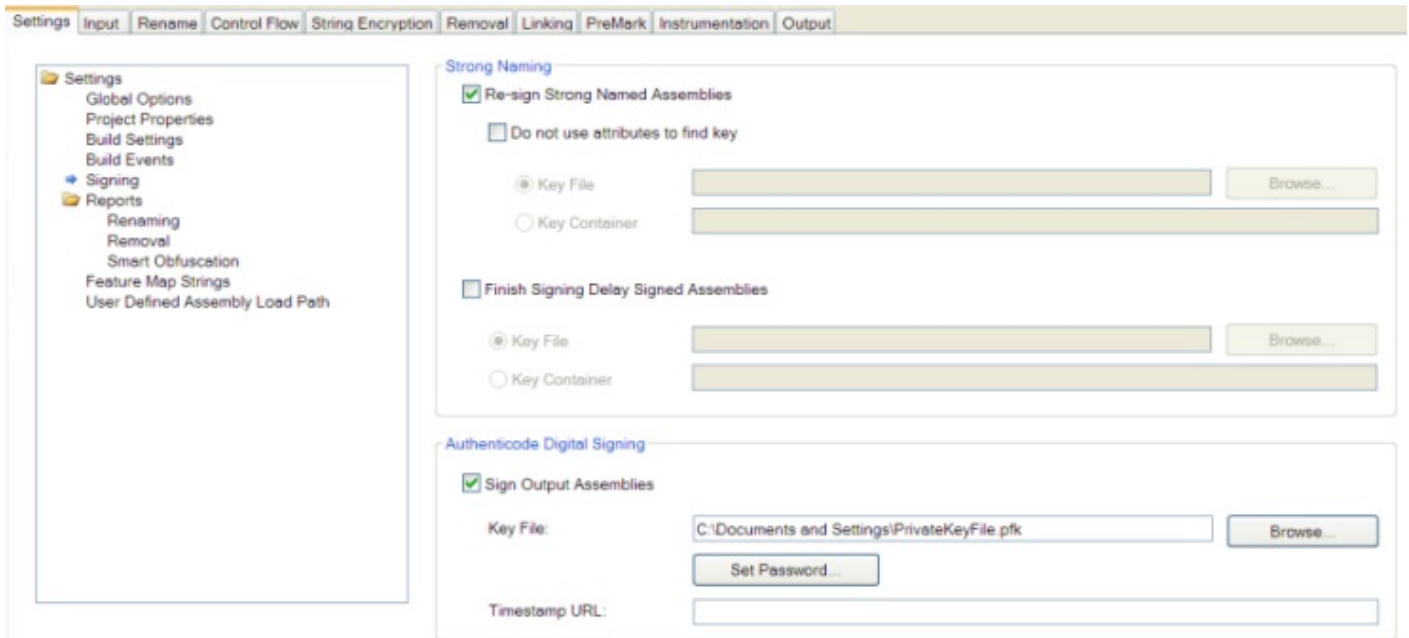 Settings Input Rename Control Flow String Encryption Removal Linking PreMark Instrumentation Output
Settings
Global Options
Project Properties
Build Settings
Build Events
Signing
Reports
Renaming
Removal
Smart Obfuscation
Feature Map Strings
User Defined Assembly Load Path
Strong Naming
Re-sign Strong Named Assemblies
Do not use attributes to find key
Key File Browse...
Key Container
Finish Signing Delay Signed Assemblies
Key File Browse...
Key Container
Authenticode Digital Signing
Sign Output Assemblies
Key File: C:\Documents and Settings\PrivateKeyFile.pfk Browse...
Set Password...
Timestamp URL: